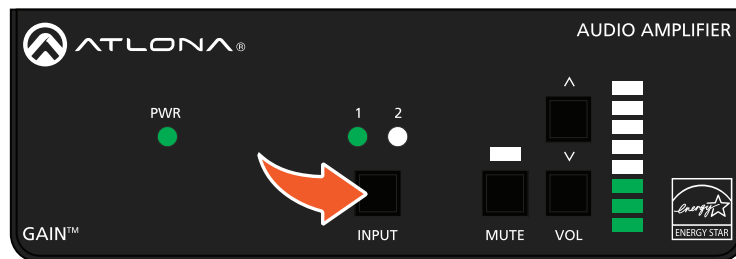 ATLONA®
AUDIO AMPLIFIER
PWR
1 2
GAIN™
INPUT
MUTE
VOL
energy
ENERGY STAR